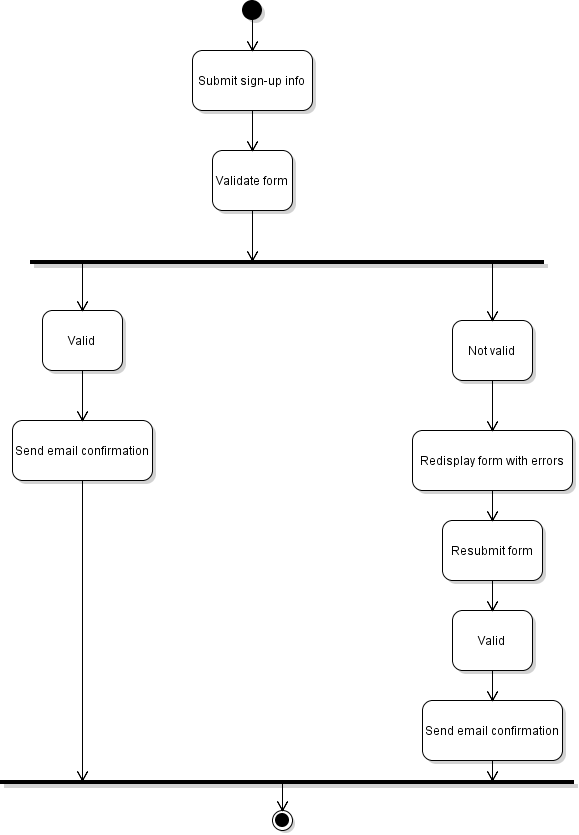 Submit sign-up info
Validate form
Valid
Not valid
Send email confirmation
Redisplay form with errors
Resubmit form
Valid
Send email confirmation